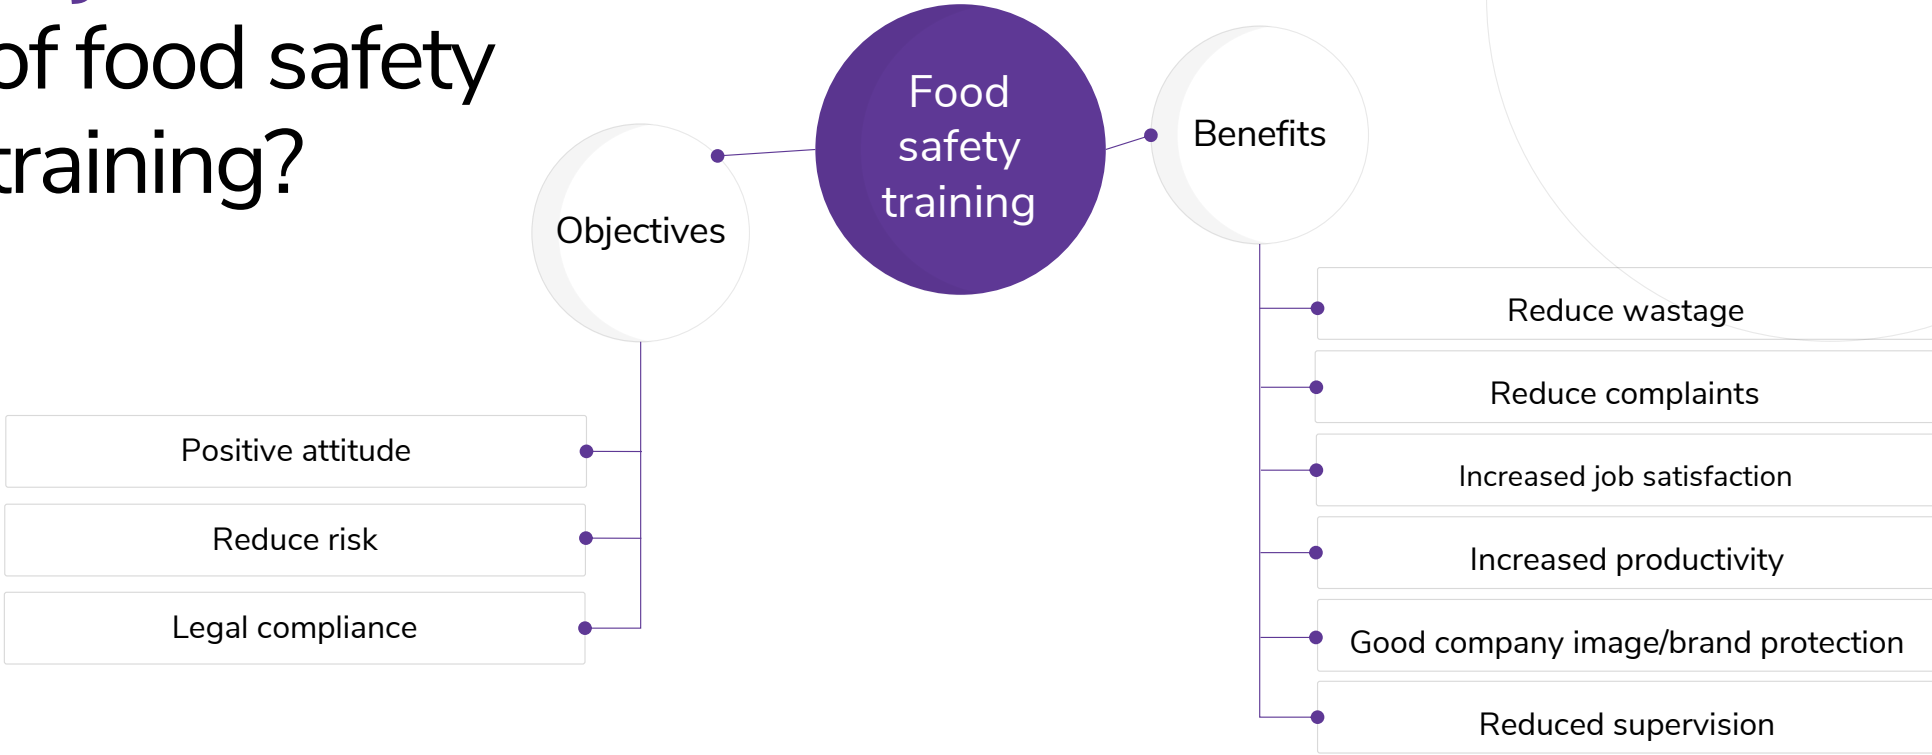 of food safety
training?
Food
safety
training
Objectives
Benefits
Positive attitude
Reduce risk
Legal compliance
Reduce wastage
Reduce complaints
Increased job satisfaction
Increased productivity
Good company image/brand protection
Reduced supervision